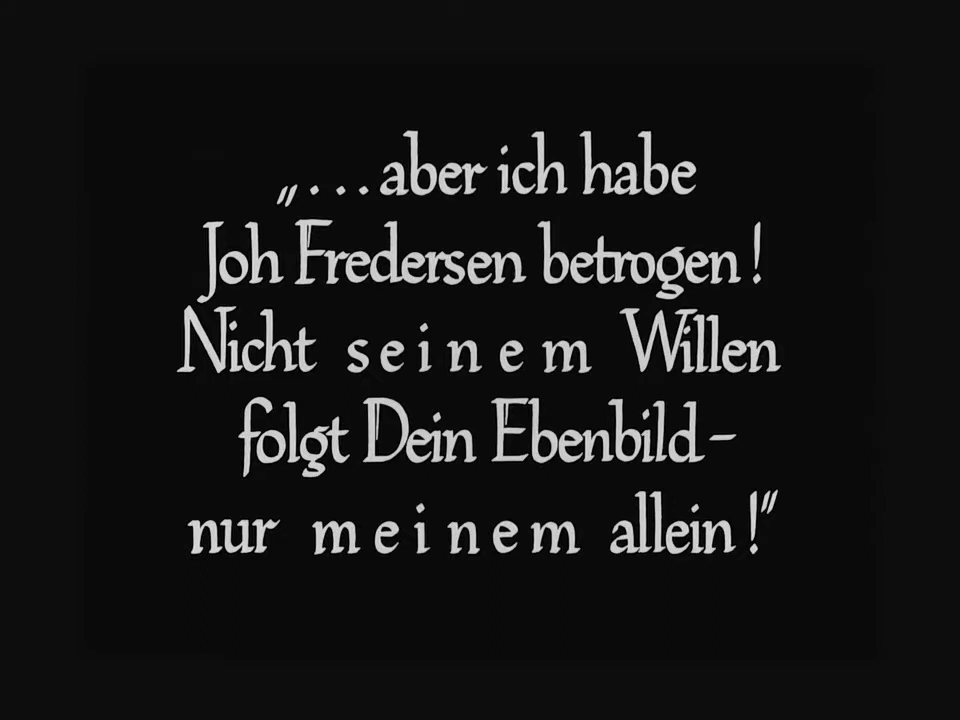 „...aber ich habe
Joh Fredersen betrogen!
Nicht s e i n e m Willen
folgt Dein Ebenbild –
nur m e i n e m allein!"